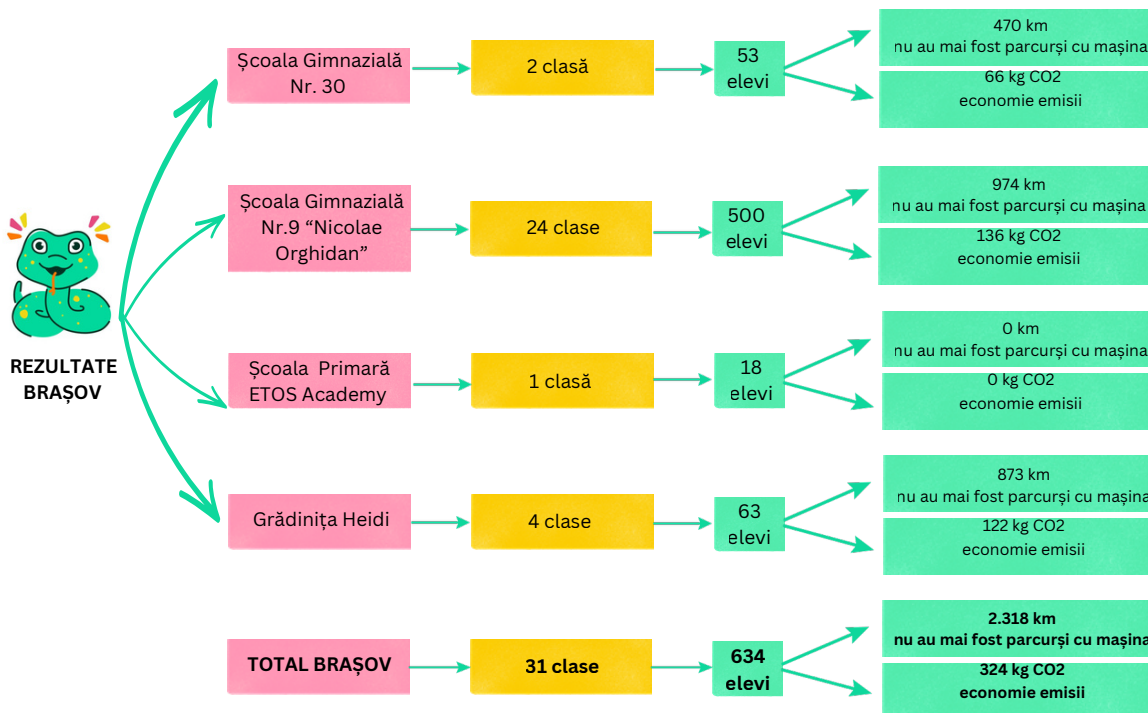 REZULTATE
BRAȘOV
Școala Gimnazială
Nr. 30
2 clasă
53
elevi
470 km
nu au mai fost parcurși cu mașina
66 kg CO2
economie emisii
Școala Gimnazială
Nr.9 “Nicolae
Orghidan”
24 clase
500
elevi
974 km
nu au mai fost parcurși cu mașina
136 kg CO2
economie emisii
Școala Primară
ETOS Academy
1 clasă
18
elevi
0 km
nu au mai fost parcurși cu mașina
0 kg CO2
economie emisii
Grădinița Heidi
4 clase
63
elevi
873 km
nu au mai fost parcurși cu mașina
122 kg CO2
economie emisii
TOTAL BRAȘOV
31 clase
634
elevi
2.318 km
nu au mai fost parcurși cu mașina
324 kg CO2
economie emisii